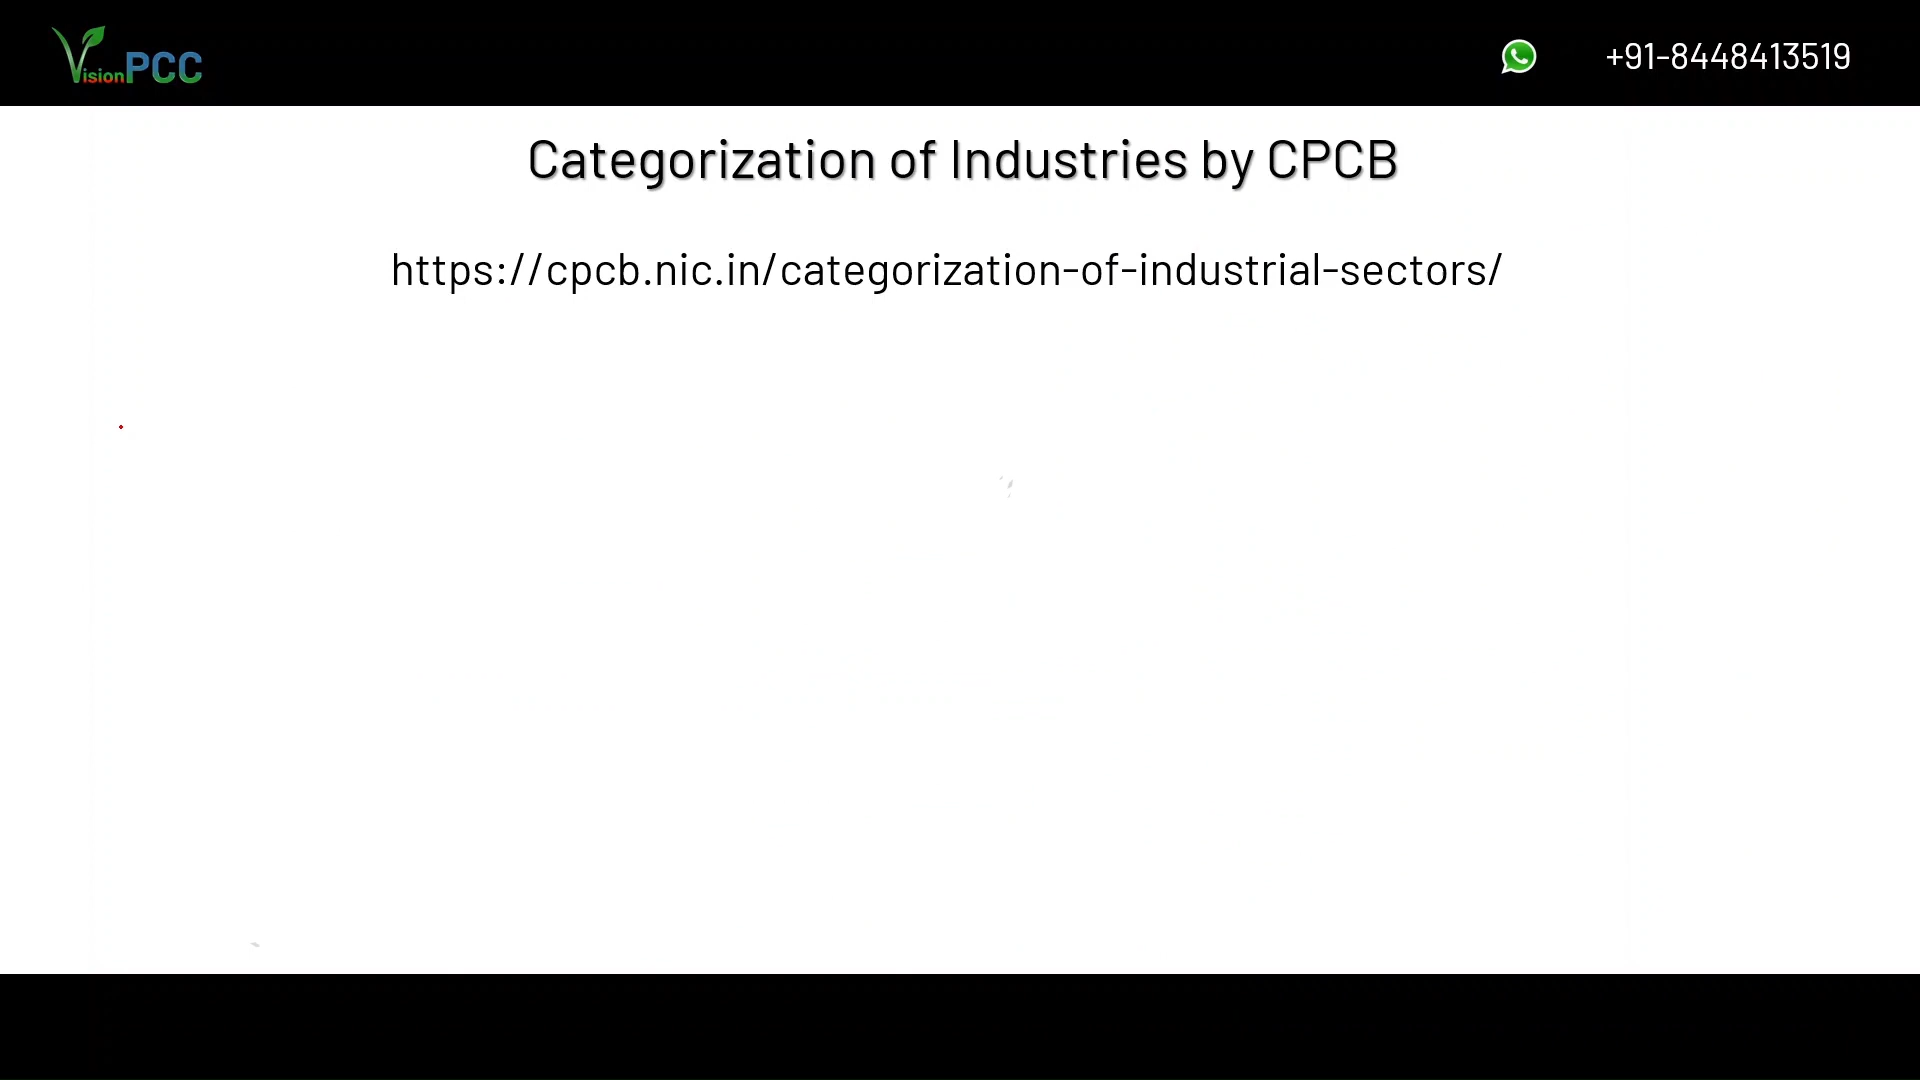 VisionPCC
+91-8448413519
Categorization of Industries by CPCB
https://cpcb.nic.in/categorization-of-industrial-sectors/